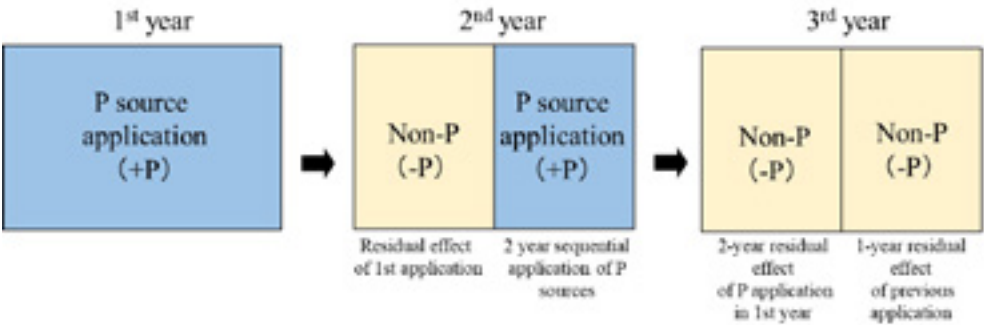 1st year
P source
application
(+P)
Residual effect
of 1st application
2nd year
Non-P
(-P)
P source
application
(+P)
2 year sequential
application of P
sources
3rd year
Non-P
(-P)
2-year residual
effect
of P application
in 1st year
Non-P
(-P)
1-year residual
effect
of previous
application